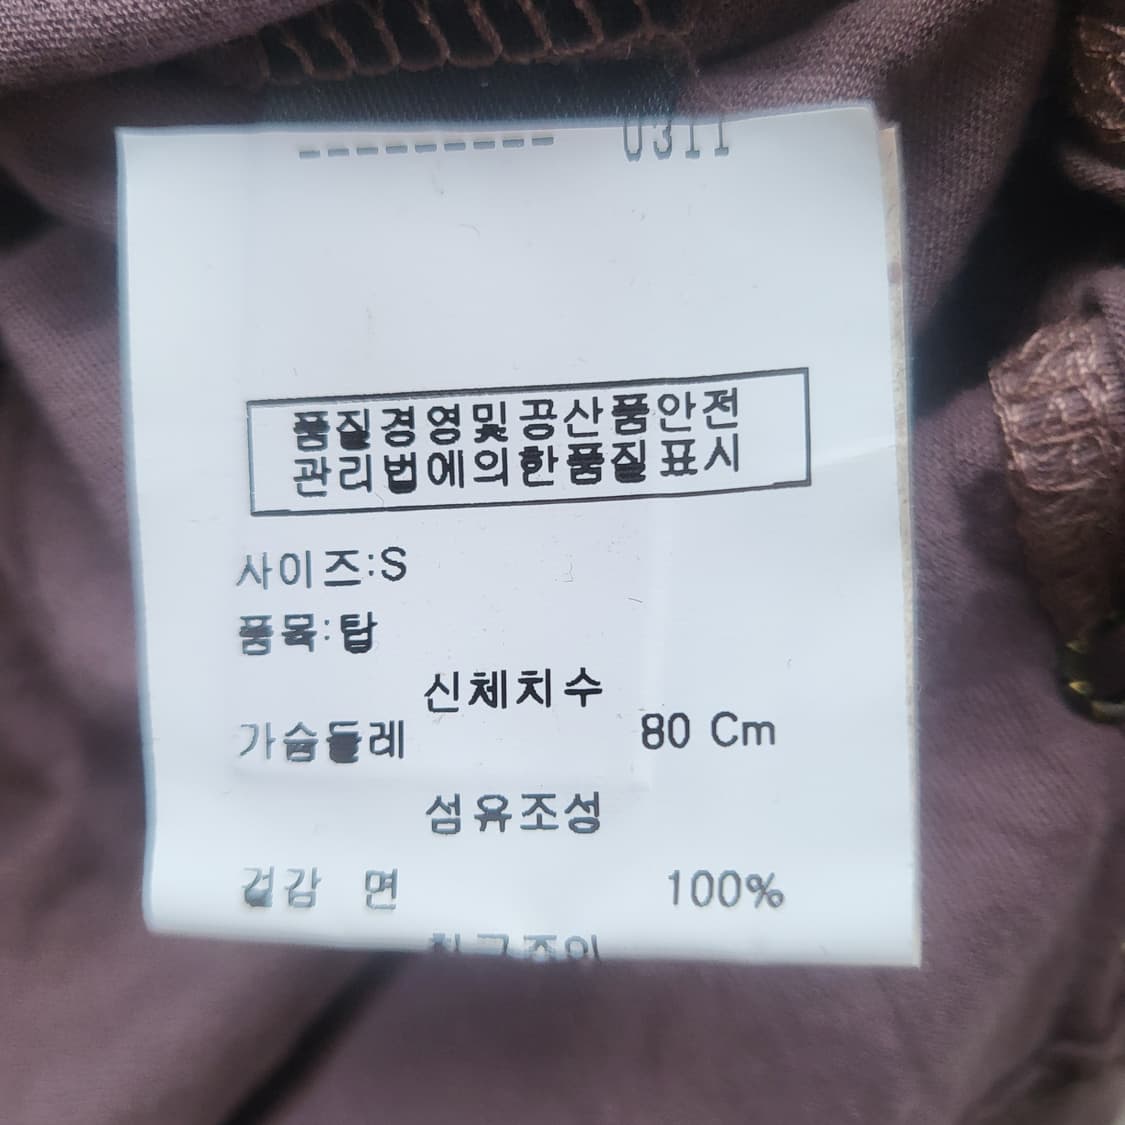 --------- 0311
품질경영및공산품안전
관리법에의한품질표시
사이즈:S
품목:탑
신체치수
가슴둘레 80 Cm
섬유조성
겉감 면 100%